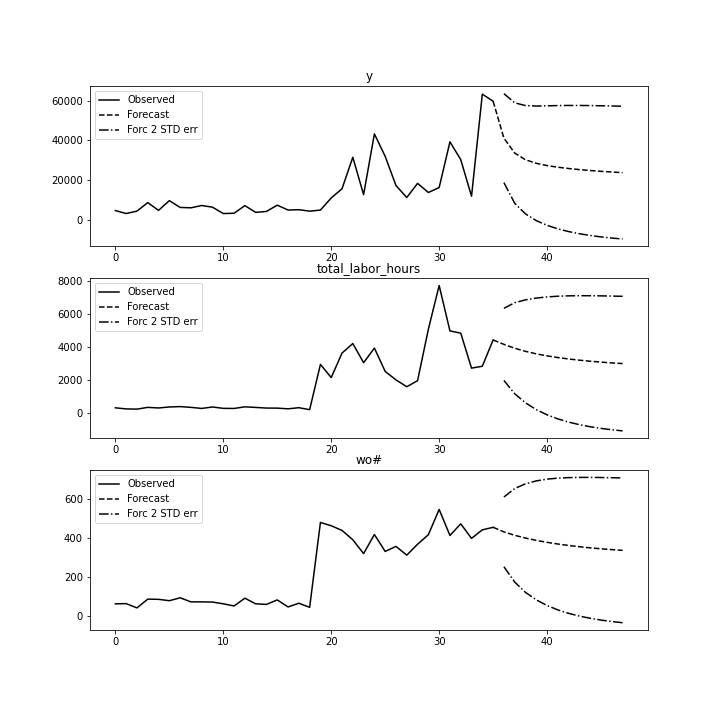 y
60000
40000
20000
0
Observed
Forecast
Forc 2 STD err
0 10 20 30 40
total_labor_hours
8000
6000
4000
2000
0
Observed
Forecast
Forc 2 STD err
0 10 20 30 40
wo#
600
400
200
0
Observed
Forecast
Forc 2 STD err
0 10 20 30 40